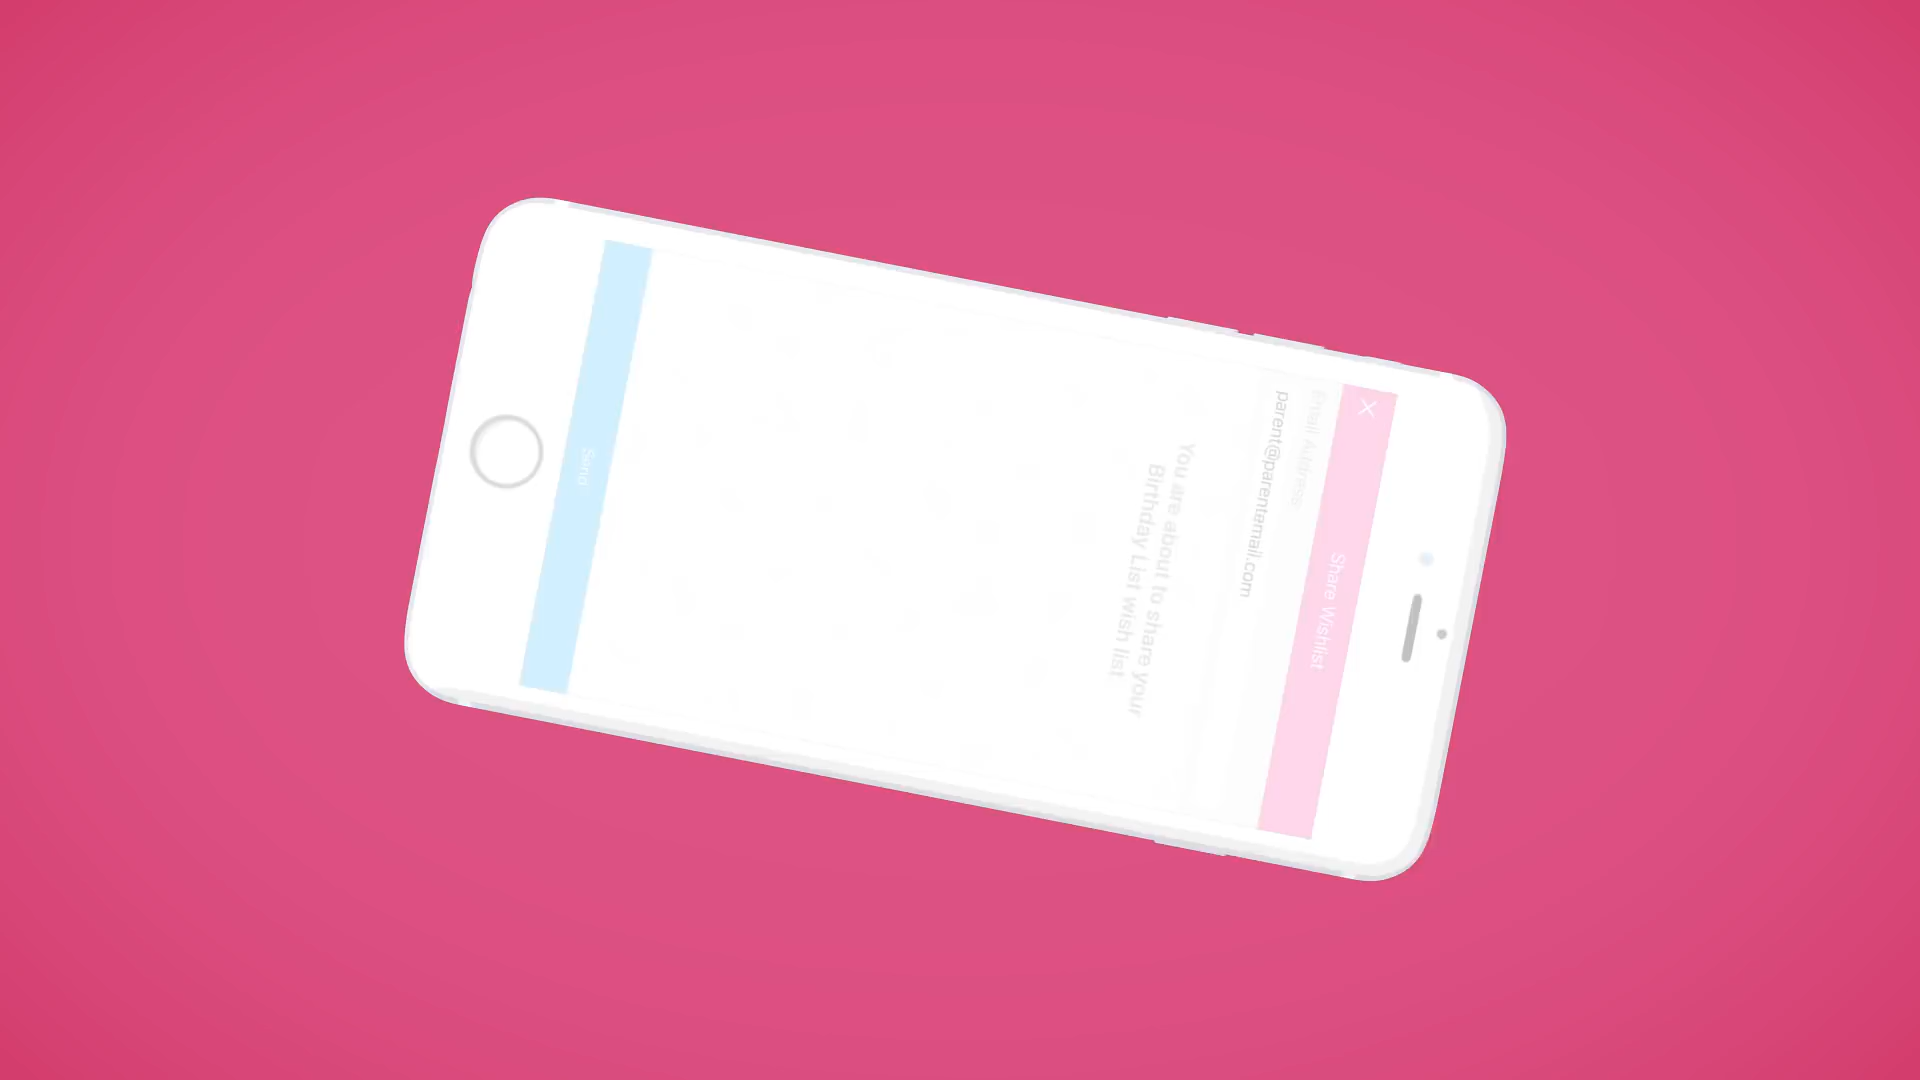 Share Wishlist
Email Address
parent@parentemail.com
You are about to share your
Birthday List wish list
Send